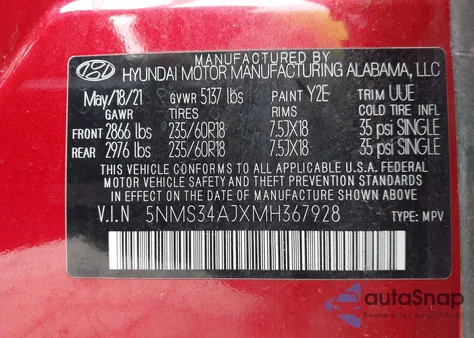 MANUFACTURED BY
HYUNDAI MOTOR MANUFACTURING ALABAMA, LLC
May/18/21 GVWR 5137 lbs PAINT Y2E TRIM UUE
GAWR TIRES RIMS COLD TIRE INFL
FRONT 2866 lbs 235/60R18 7.5JX18 35 psi SINGLE
REAR 2976 lbs 235/60R18 7.5JX18 35 psi SINGLE
THIS VEHICLE CONFORMS TO ALL APPLICABLE U.S.A. FEDERAL
MOTOR VEHICLE SAFETY AND THEFT PREVENTION STANDARDS
IN EFFECT ON THE DATE OF MANUFACTURE SHOWN ABOVE.
V.I.N 5NMS34AJXMH367928 TYPE: MPV
autoSnap